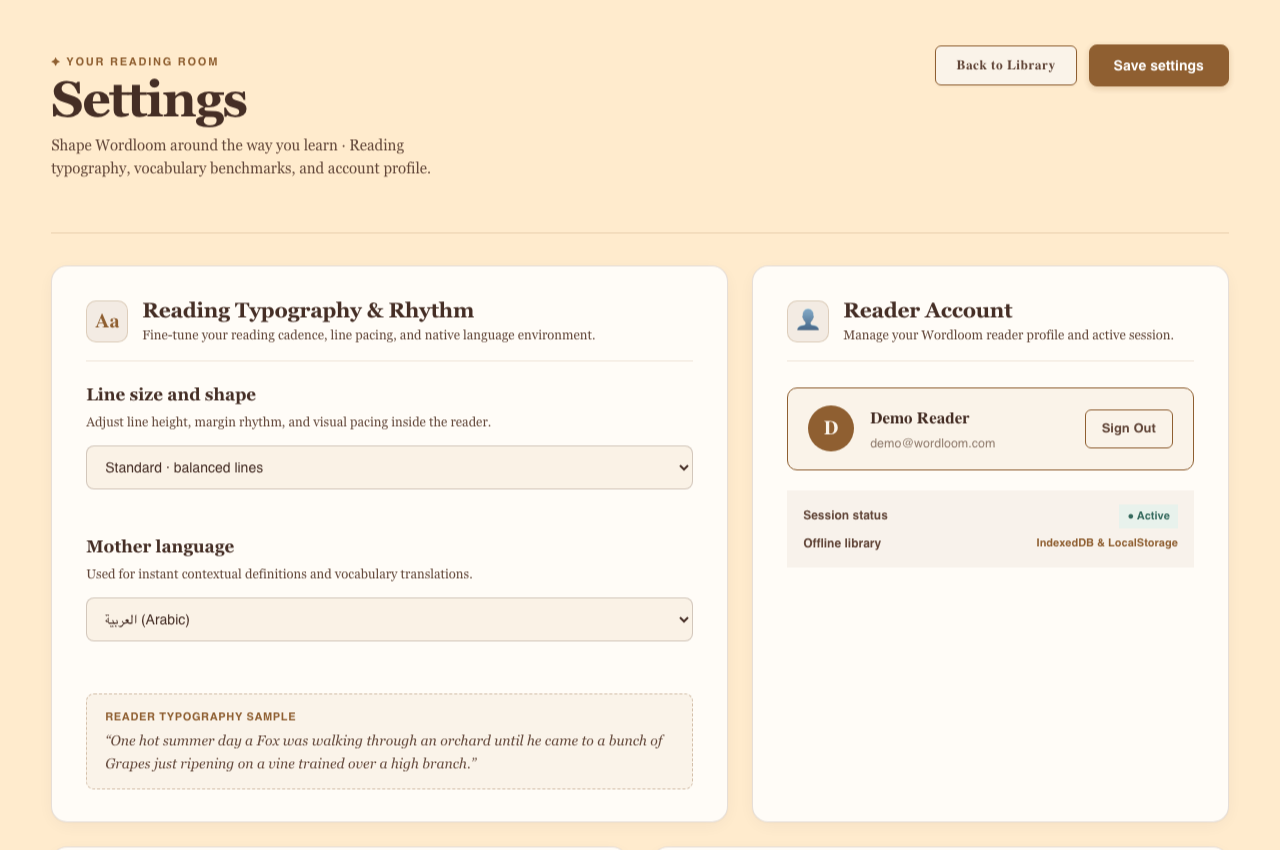 ✦ YOUR READING ROOM
Settings
Shape Wordloom around the way you learn · Reading
typography, vocabulary benchmarks, and account profile.
Back to Library
Save settings
Aa
Reading Typography & Rhythm
Fine-tune your reading cadence, line pacing, and native language environment.
Line size and shape
Adjust line height, margin rhythm, and visual pacing inside the reader.
Standard · balanced lines
Mother language
Used for instant contextual definitions and vocabulary translations.
العربية (Arabic)
READER TYPOGRAPHY SAMPLE
“One hot summer day a Fox was walking through an orchard until he came to a bunch of
Grapes just ripening on a vine trained over a high branch.”
Reader Account
Manage your Wordloom reader profile and active session.
D
Demo Reader
demo@wordloom.com
Sign Out
Session status
● Active
Offline library
IndexedDB & LocalStorage